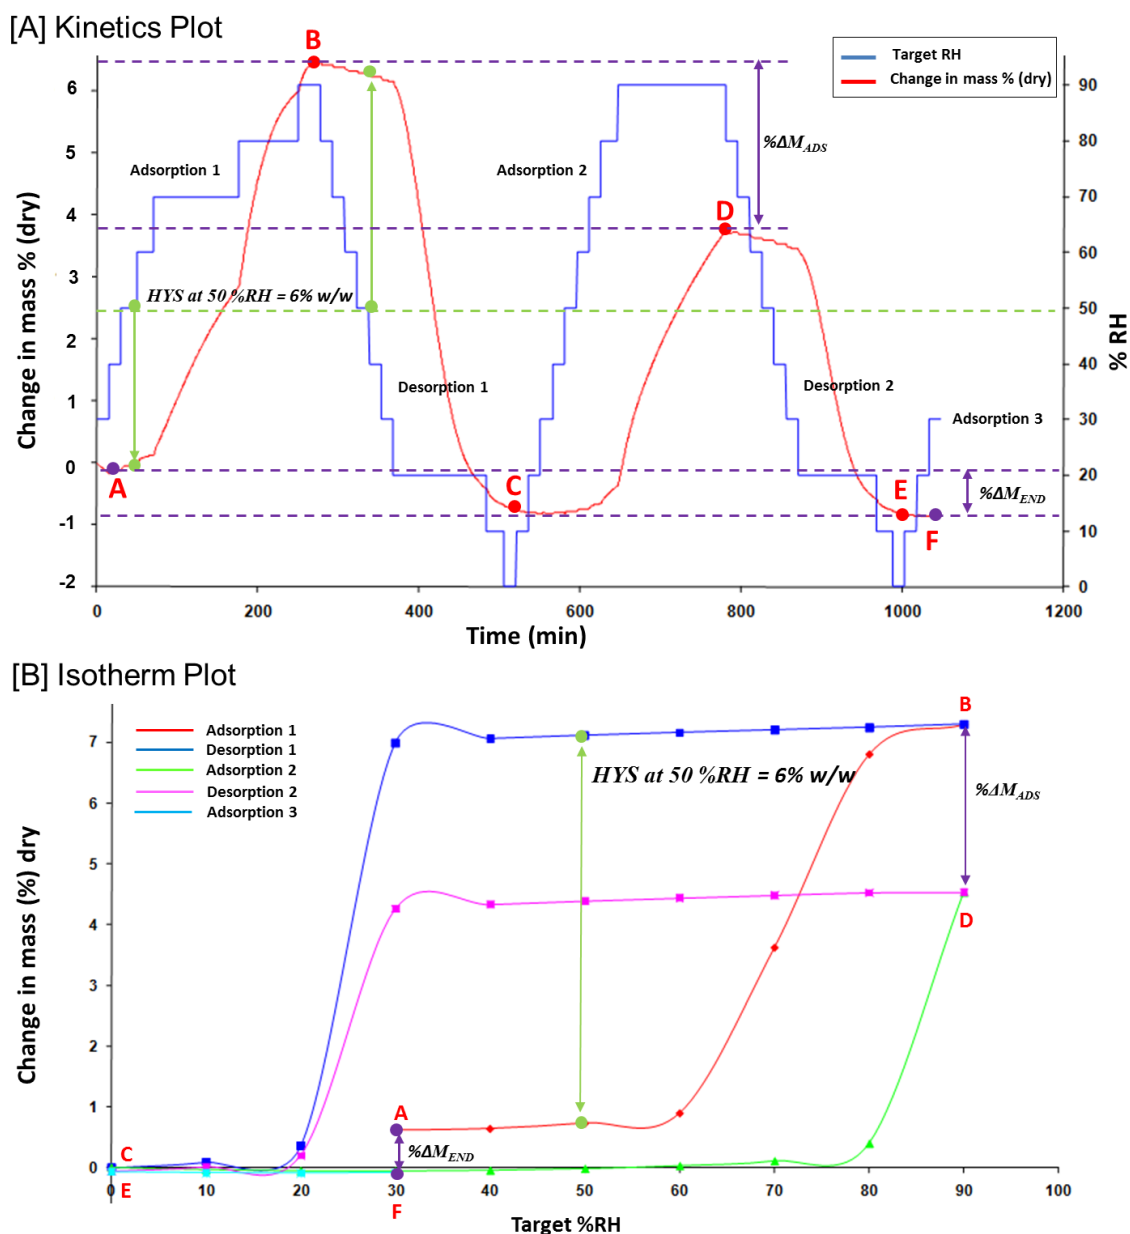 [A] Kinetics Plot
B
Target RH
Change in mass % (dry)
6
5
4
3
2
1
0
-1
-2
Change in mass % (dry)
90
80
70
60
50
40
30
20
10
0
% RH
Adsorption 1
Adsorption 2
%ΔM_ADS
D
HYS at 50 %RH = 6% w/w
Desorption 1
Desorption 2
Adsorption 3
A
C
E
F
%ΔM_END
0
200
400
600
800
1000
1200
Time (min)
[B] Isotherm Plot
Adsorption 1
Desorption 1
Adsorption 2
Desorption 2
Adsorption 3
B
7
6
5
4
3
2
1
0
Change in mass (%) dry
HYS at 50 %RH = 6% w/w
%ΔM_ADS
D
A
%ΔM_END
C
E
F
0
10
20
30
40
50
60
70
80
90
100
Target %RH